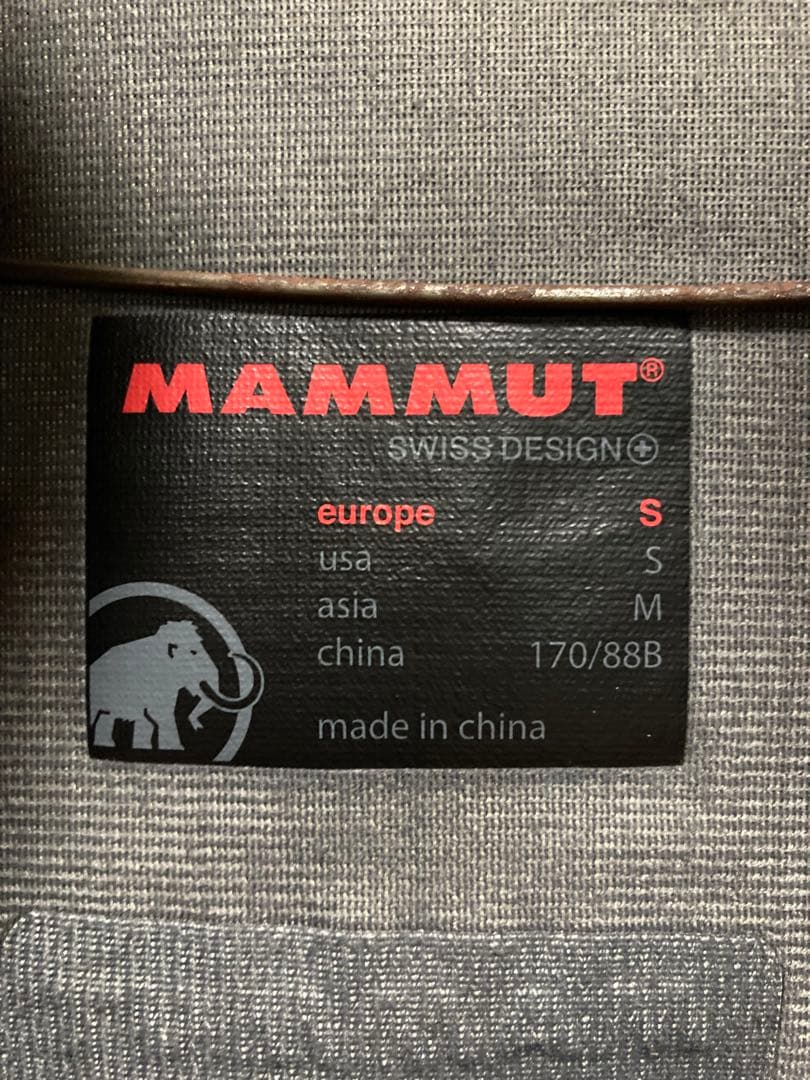 MAMMUT®
SWISS DESIGN
europe S
usa S
asia M
china 170/88B
made in china